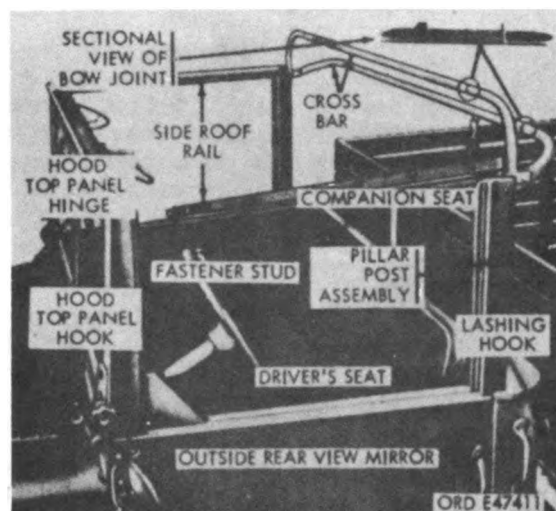 SECTIONAL
VIEW OF
BOW JOINT
CROSS
BAR
SIDE ROOF
RAIL
HOOD
TOP PANEL
HINGE
COMPANION SEAT
FASTENER STUD
PILLAR
POST
ASSEMBLY
HOOD
TOP PANEL
HOOK
LASHING
HOOK
DRIVER'S SEAT
OUTSIDE REAR VIEW MIRROR
ORD E47411